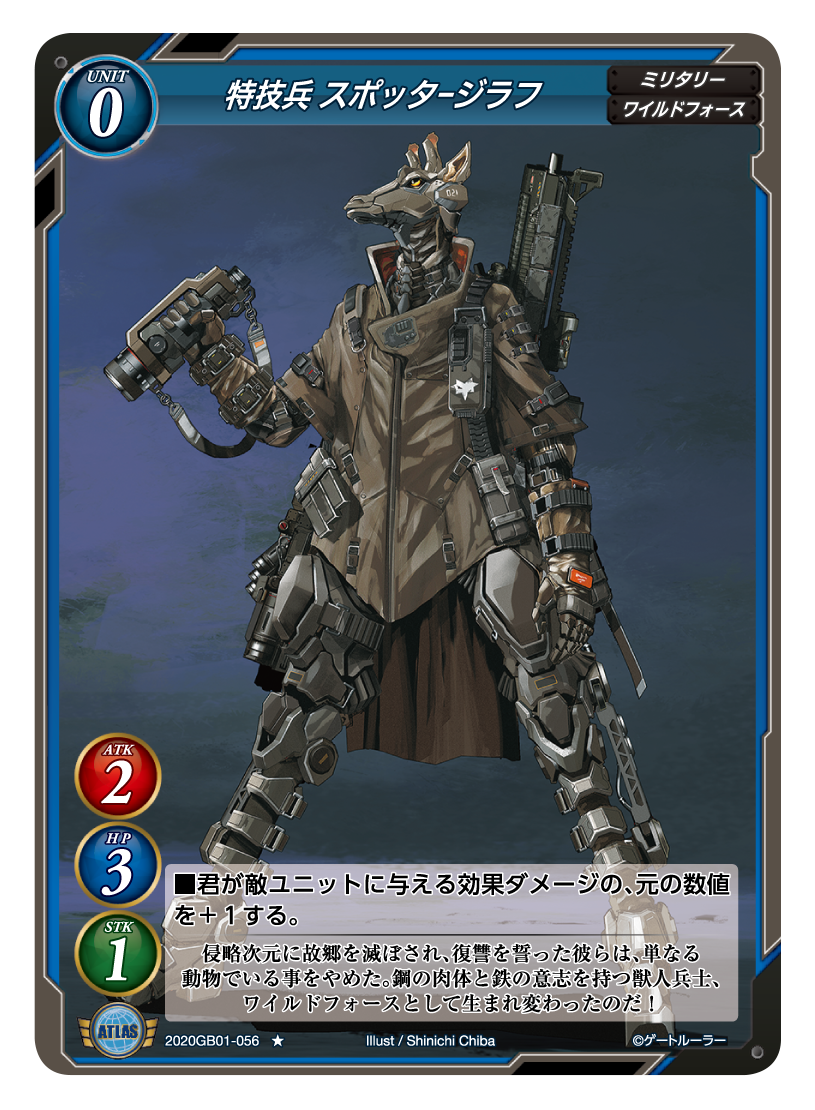 UNIT
0
特技兵 スポッタージラフ
ミリタリー
ワイルドフォース
024
ATK
2
HP
3
STK
1
■君が敵ユニットに与える効果ダメージの、元の数値
を＋１する。
侵略次元に故郷を滅ぼされ、復讐を誓った彼らは、単なる
動物でいる事をやめた。鋼の肉体と鉄の意志を持つ獣人兵士、
ワイルドフォースとして生まれ変わったのだ！
ATLAS
2020GB01-056 ★ Illust / Shinichi Chiba ©ゲートルーラー